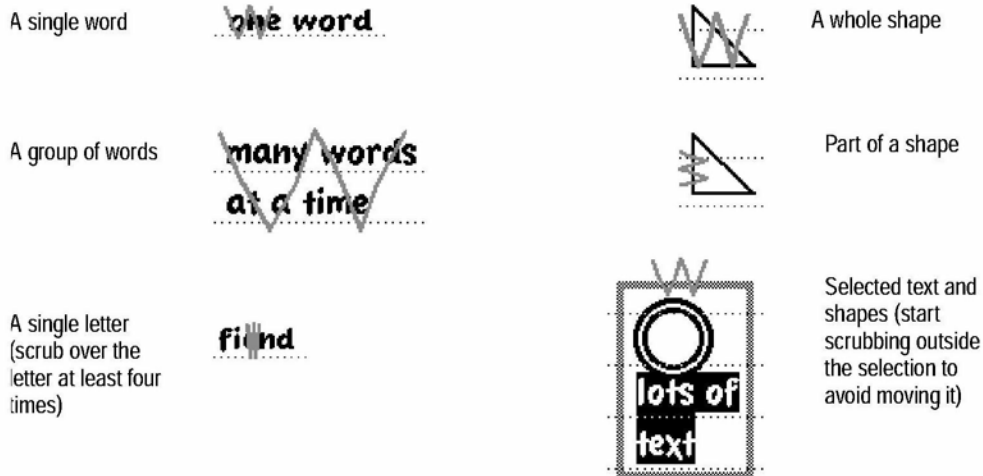 A single word
one word
A whole shape
A group of words
many words
at a time
Part of a shape
A single letter
(scrub over the
letter at least four
times)
Selected text and
shapes (start
scrubbing outside
the selection to
avoid moving it)
lots of
text